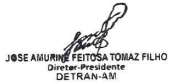 JOSE AMURINE FEITOSA TOMAZ FILHO
Diretor-Presidente
DETRAN-AM